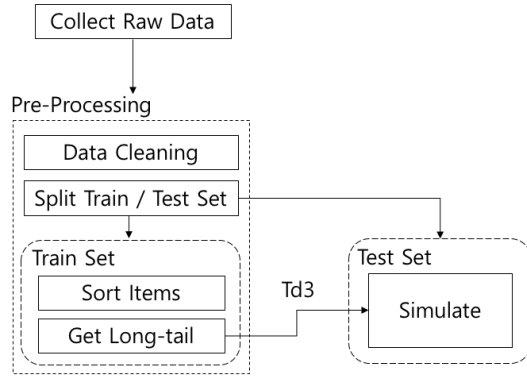 Collect Raw Data
Pre-Processing
Data Cleaning
Split Train / Test Set
Train Set
Sort Items
Get Long-tail
Td3
Test Set
Simulate